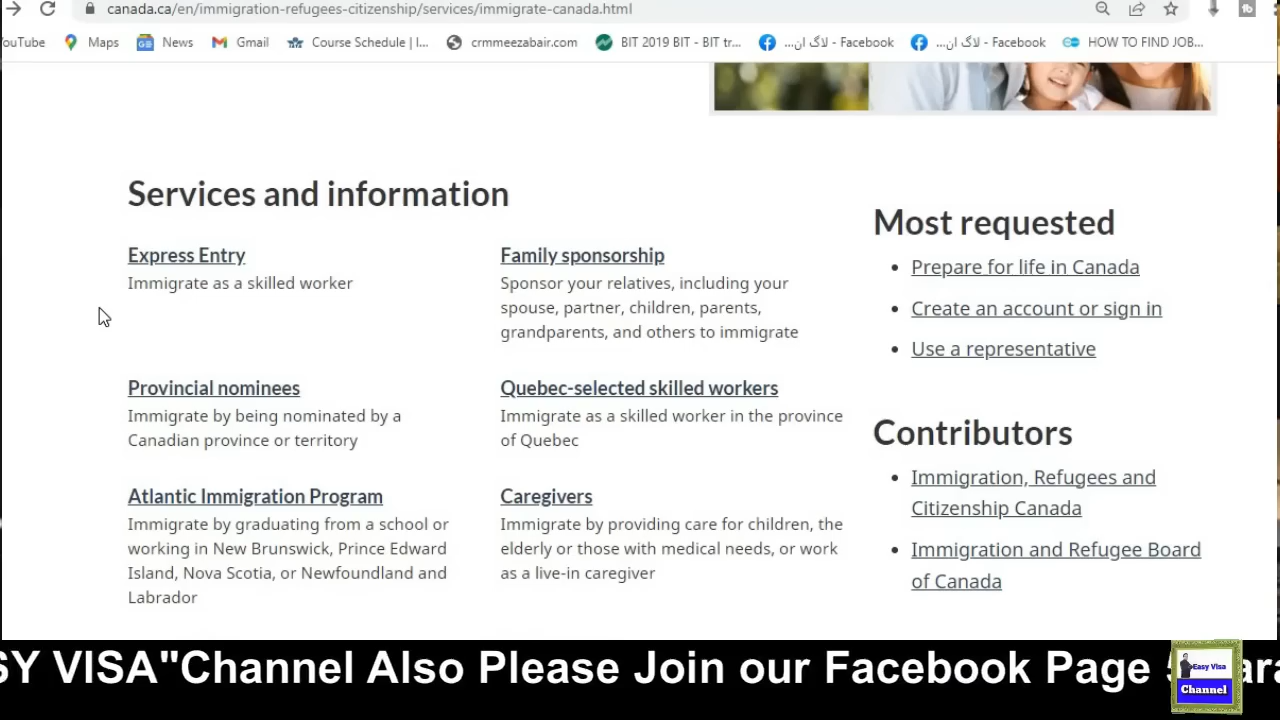 canada.ca/en/immigration-refugees-citizenship/services/immigrate-canada.html
YouTube Maps News Gmail Course Schedule | I... crmmeezabair.com BIT 2019 BIT - BIT tr... لاگ ان... - Facebook لاگ ان... - Facebook HOW TO FIND JOB...
Services and information
Express Entry
Immigrate as a skilled worker
Family sponsorship
Sponsor your relatives, including your
spouse, partner, children, parents,
grandparents, and others to immigrate
Provincial nominees
Immigrate by being nominated by a
Canadian province or territory
Quebec-selected skilled workers
Immigrate as a skilled worker in the province
of Quebec
Atlantic Immigration Program
Immigrate by graduating from a school or
working in New Brunswick, Prince Edward
Island, Nova Scotia, or Newfoundland and
Labrador
Caregivers
Immigrate by providing care for children, the
elderly or those with medical needs, or work
as a live-in caregiver
Most requested
Prepare for life in Canada
Create an account or sign in
Use a representative
Contributors
Immigration, Refugees and
Citizenship Canada
Immigration and Refugee Board
of Canada
SY VISA"Channel Also Please Join our Facebook Page
Easy Visa
Channel